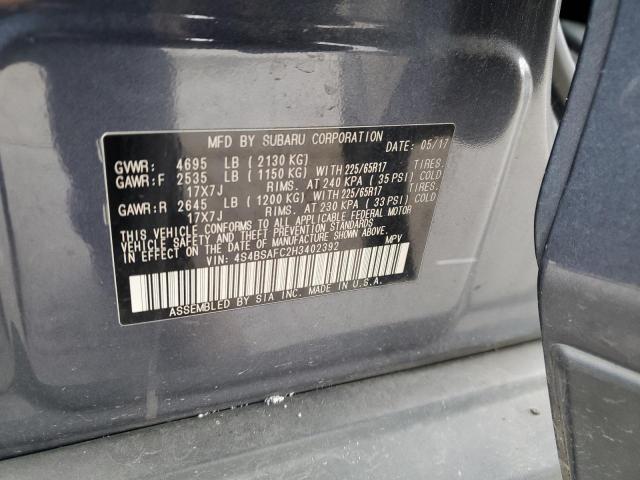 MFD BY SUBARU CORPORATION DATE: 05/17
GVWR: 4695 LB ( 2130 KG)
GAWR:F 2535 LB ( 1150 KG) WITH 225/65R17 TIRES.
17X7J RIMS. AT 240 KPA ( 35 PSI) COLD
GAWR:R 2645 LB ( 1200 KG) WITH 225/65R17 TIRES.
17X7J RIMS. AT 230 KPA ( 33 PSI) COLD
THIS VEHICLE CONFORMS TO ALL APPLICABLE FEDERAL MOTOR
VEHICLE SAFETY, BUMPER, AND THEFT PREVENTION STANDARDS
IN EFFECT ON THE DATE OF MANUFACTURE SHOWN ABOVE.
VIN: 4S4BSAFC2H3402392 MPV
ASSEMBLED BY SIA INC. MADE IN U.S.A.